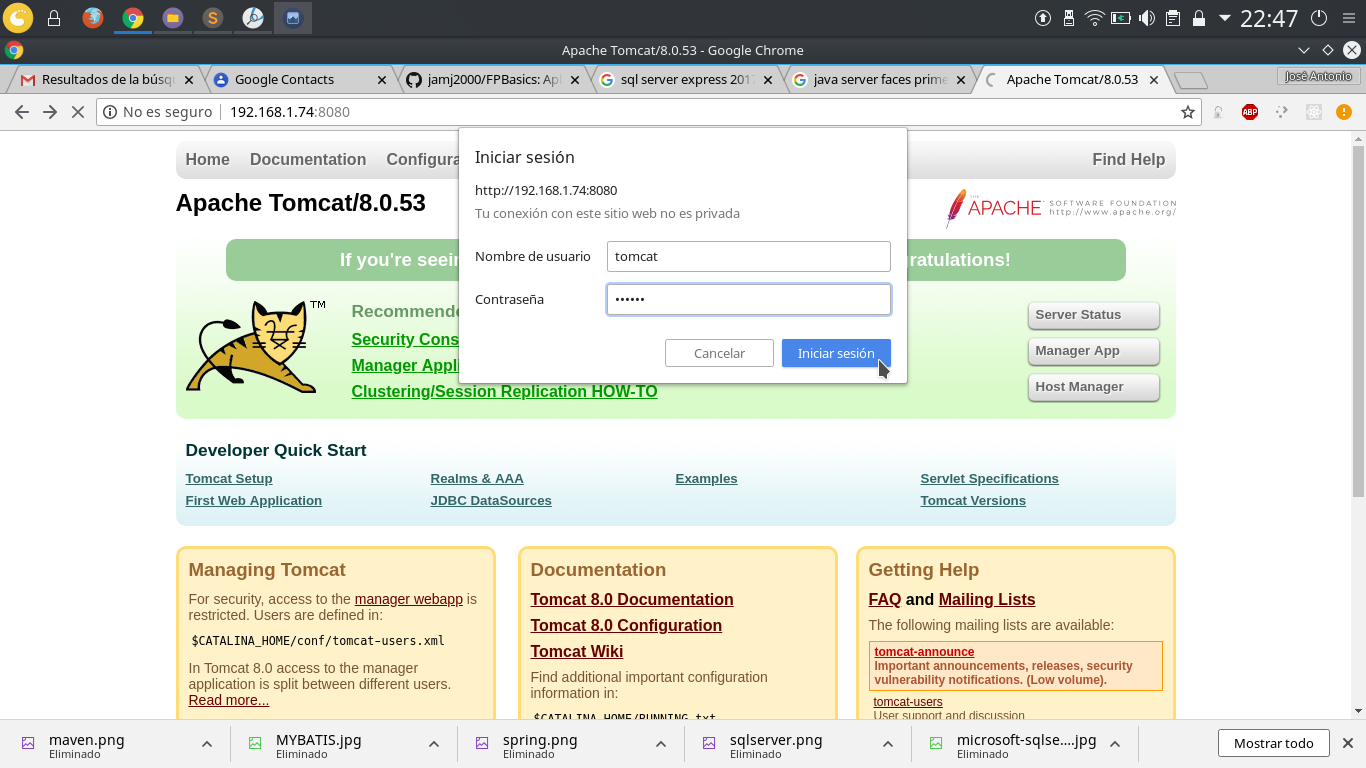 22:47
Apache Tomcat/8.0.53 - Google Chrome
Resultados de la búsqu
Google Contacts
jamj2000/FPBasics: Apl
sql server express 2017
java server faces prime
Apache Tomcat/8.0.53
José Antonio
No es seguro 192.168.1.74:8080
ABP
Home Documentation Configura Find Help
Iniciar sesión
http://192.168.1.74:8080
Tu conexión con este sitio web no es privada
Nombre de usuario tomcat
Contraseña ••••••
Cancelar Iniciar sesión
Apache Tomcat/8.0.53
THE APACHE SOFTWARE FOUNDATION
http://www.apache.org/
If you're seein ratulations!
TM
Recommende
Security Cons
Manager Appli
Clustering/Session Replication HOW-TO
Server Status
Manager App
Host Manager
Developer Quick Start
Tomcat Setup Realms & AAA Examples Servlet Specifications
First Web Application JDBC DataSources Tomcat Versions
Managing Tomcat
For security, access to the manager webapp is
restricted. Users are defined in:
$CATALINA_HOME/conf/tomcat-users.xml
In Tomcat 8.0 access to the manager
application is split between different users.
Read more...
Documentation
Tomcat 8.0 Documentation
Tomcat 8.0 Configuration
Tomcat Wiki
Find additional important configuration
information in:
$CATALINA_HOME/RUNNING.txt
Getting Help
FAQ and Mailing Lists
The following mailing lists are available:
tomcat-announce
Important announcements, releases, security
vulnerability notifications. (Low volume).
tomcat-users
User support and discussion
maven.png
Eliminado
MYBATIS.jpg
Eliminado
spring.png
Eliminado
sqlserver.png
Eliminado
microsoft-sqlse....jpg
Eliminado
Mostrar todo